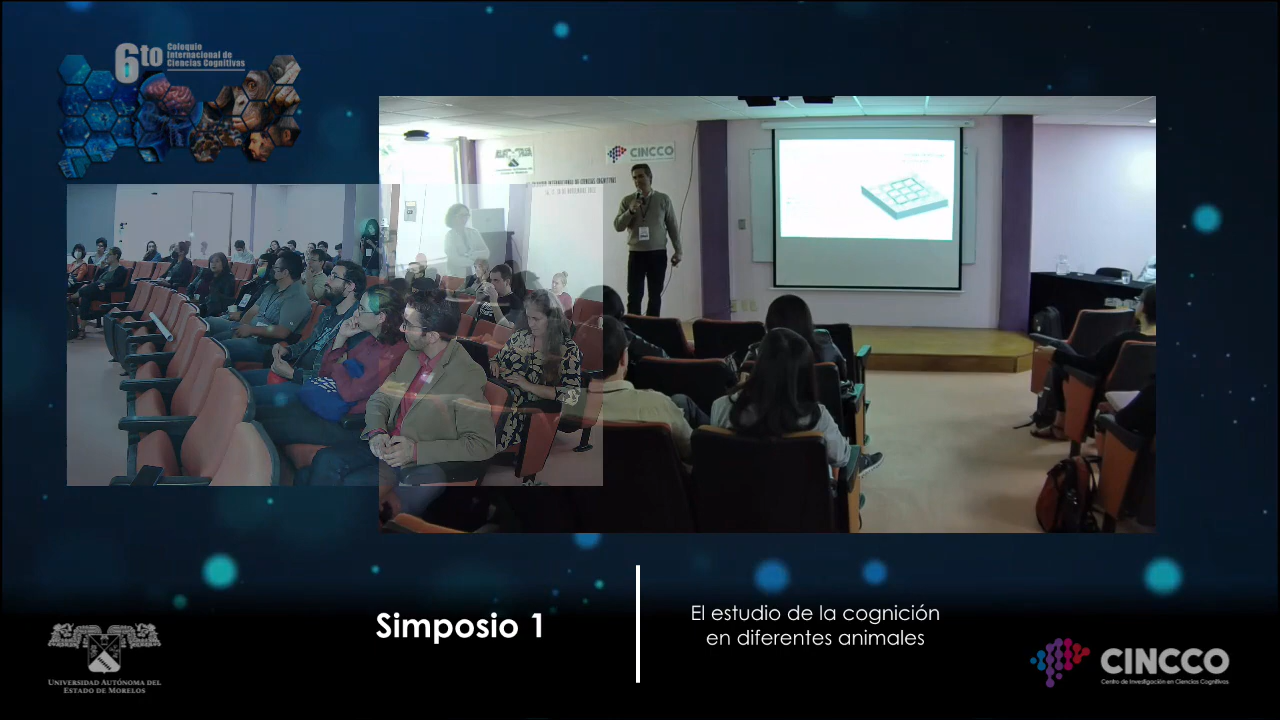 6to
Coloquio
Internacional de
Ciencias Cognitivas
CINCCO
Simposio 1
El estudio de la cognición
en diferentes animales
UNIVERSIDAD AUTÓNOMA DEL
ESTADO DE MORELOS
CINCCO
Centro de Investigación en Ciencias Cognitivas